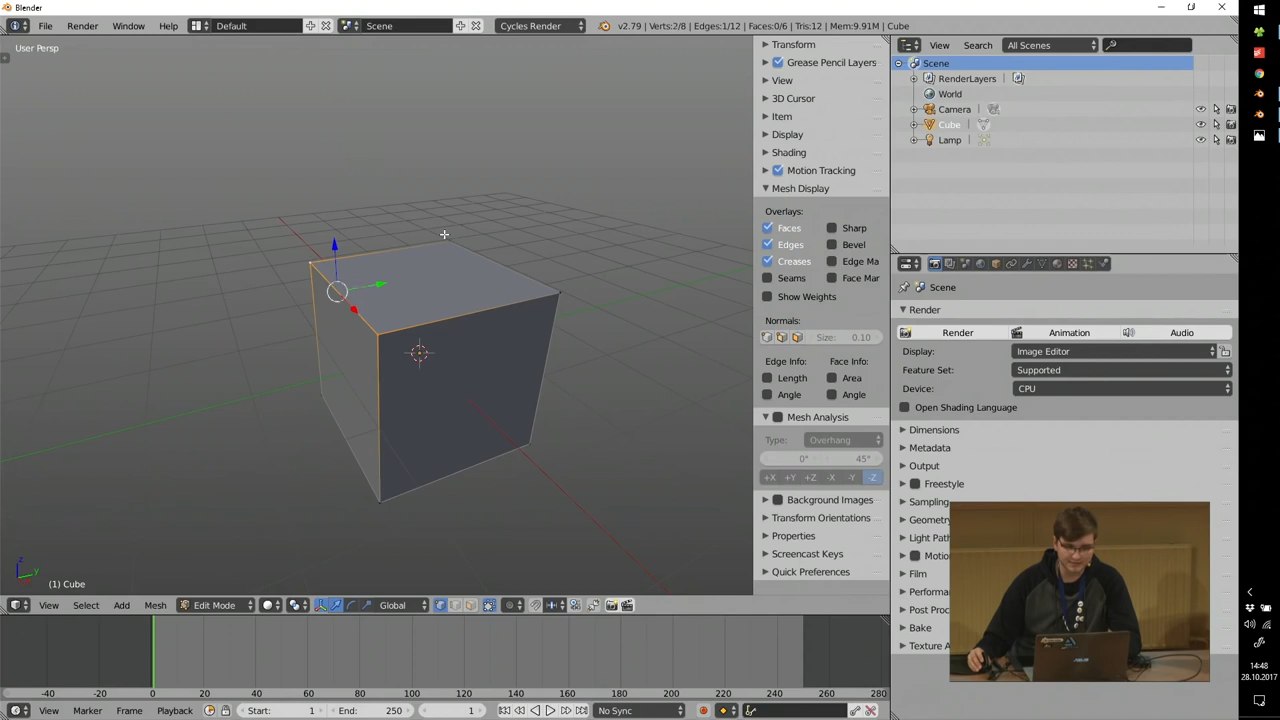 Blender
File Render Window Help Default Scene Cycles Render v2.79 | Verts:2/8 | Edges:1/12 | Faces:0/6 | Tris:12 | Mem:9.91M | Cube
User Persp
Transform
Grease Pencil Layers
View
3D Cursor
Item
Display
Shading
Motion Tracking
Mesh Display
Overlays:
Faces Sharp
Edges Bevel
Creases Edge Ma
Seams Face Mar
Show Weights
Normals:
Size: 0.10
Edge Info: Face Info:
Length Area
Angle Angle
Mesh Analysis
Type: Overhang
0° 45°
+X +Y +Z -X -Y -Z
Background Images
Transform Orientations
Properties
Screencast Keys
Quick Preferences
View Search All Scenes
Scene
RenderLayers
World
Camera
Cube
Lamp
Scene
Render
Render Animation Audio
Display: Image Editor
Feature Set: Supported
Device: CPU
Open Shading Language
Dimensions
Metadata
Output
Freestyle
Sampling
Geometry
Light Path
Motio
Film
Performa
Post Proc
Bake
Texture A
z
y
(1) Cube
View Select Add Mesh Edit Mode Global
-40 -20 0 20 40 60 80 100 120 140 160 180 200 220 240 260 280
View Marker Frame Playback Start: 1 End: 250 1 No Sync
14:48
28.10.2017
ASUS